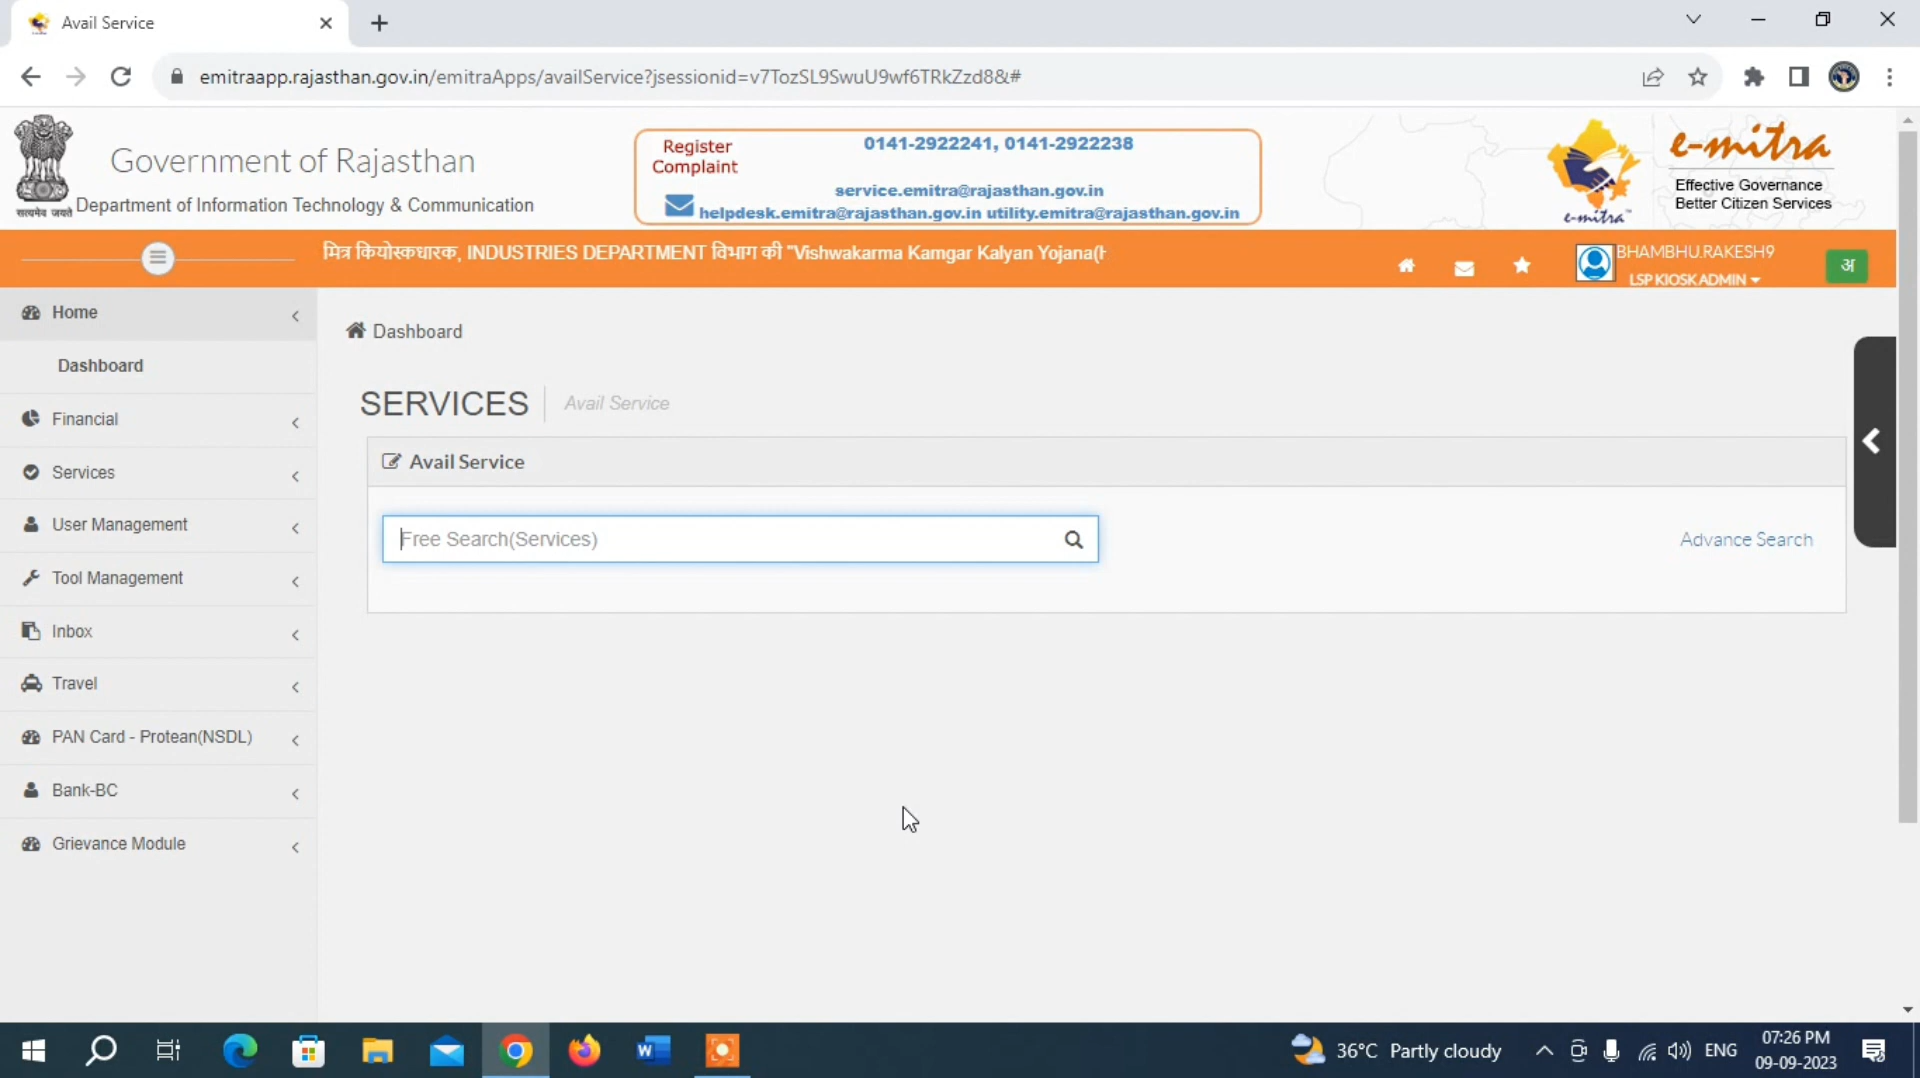 Avail Service
emitraapp.rajasthan.gov.in/emitraApps/availService?jsessionid=v7TozSL9SwuU9wf6TRkZzd8&#
सत्यमेव जयते
Government of Rajasthan
Department of Information Technology & Communication
Register Complaint
0141-2922241, 0141-2922238
service.emitra@rajasthan.gov.in
helpdesk.emitra@rajasthan.gov.in utility.emitra@rajasthan.gov.in
e-mitra
e-mitra
Effective Governance
Better Citizen Services
मित्र कियोस्कधारक, INDUSTRIES DEPARTMENT विभाग की "Vishwakarma Kamgar Kalyan Yojana(H
BHAMBHU.RAKESH9
LSP KIOSK ADMIN
अ
Home
Dashboard
Financial
Services
User Management
Tool Management
Inbox
Travel
PAN Card - Protean(NSDL)
Bank-BC
Grievance Module
Dashboard
SERVICES
Avail Service
Avail Service
Free Search(Services)
Advance Search
36°C Partly cloudy
ENG
07:26 PM
09-09-2023